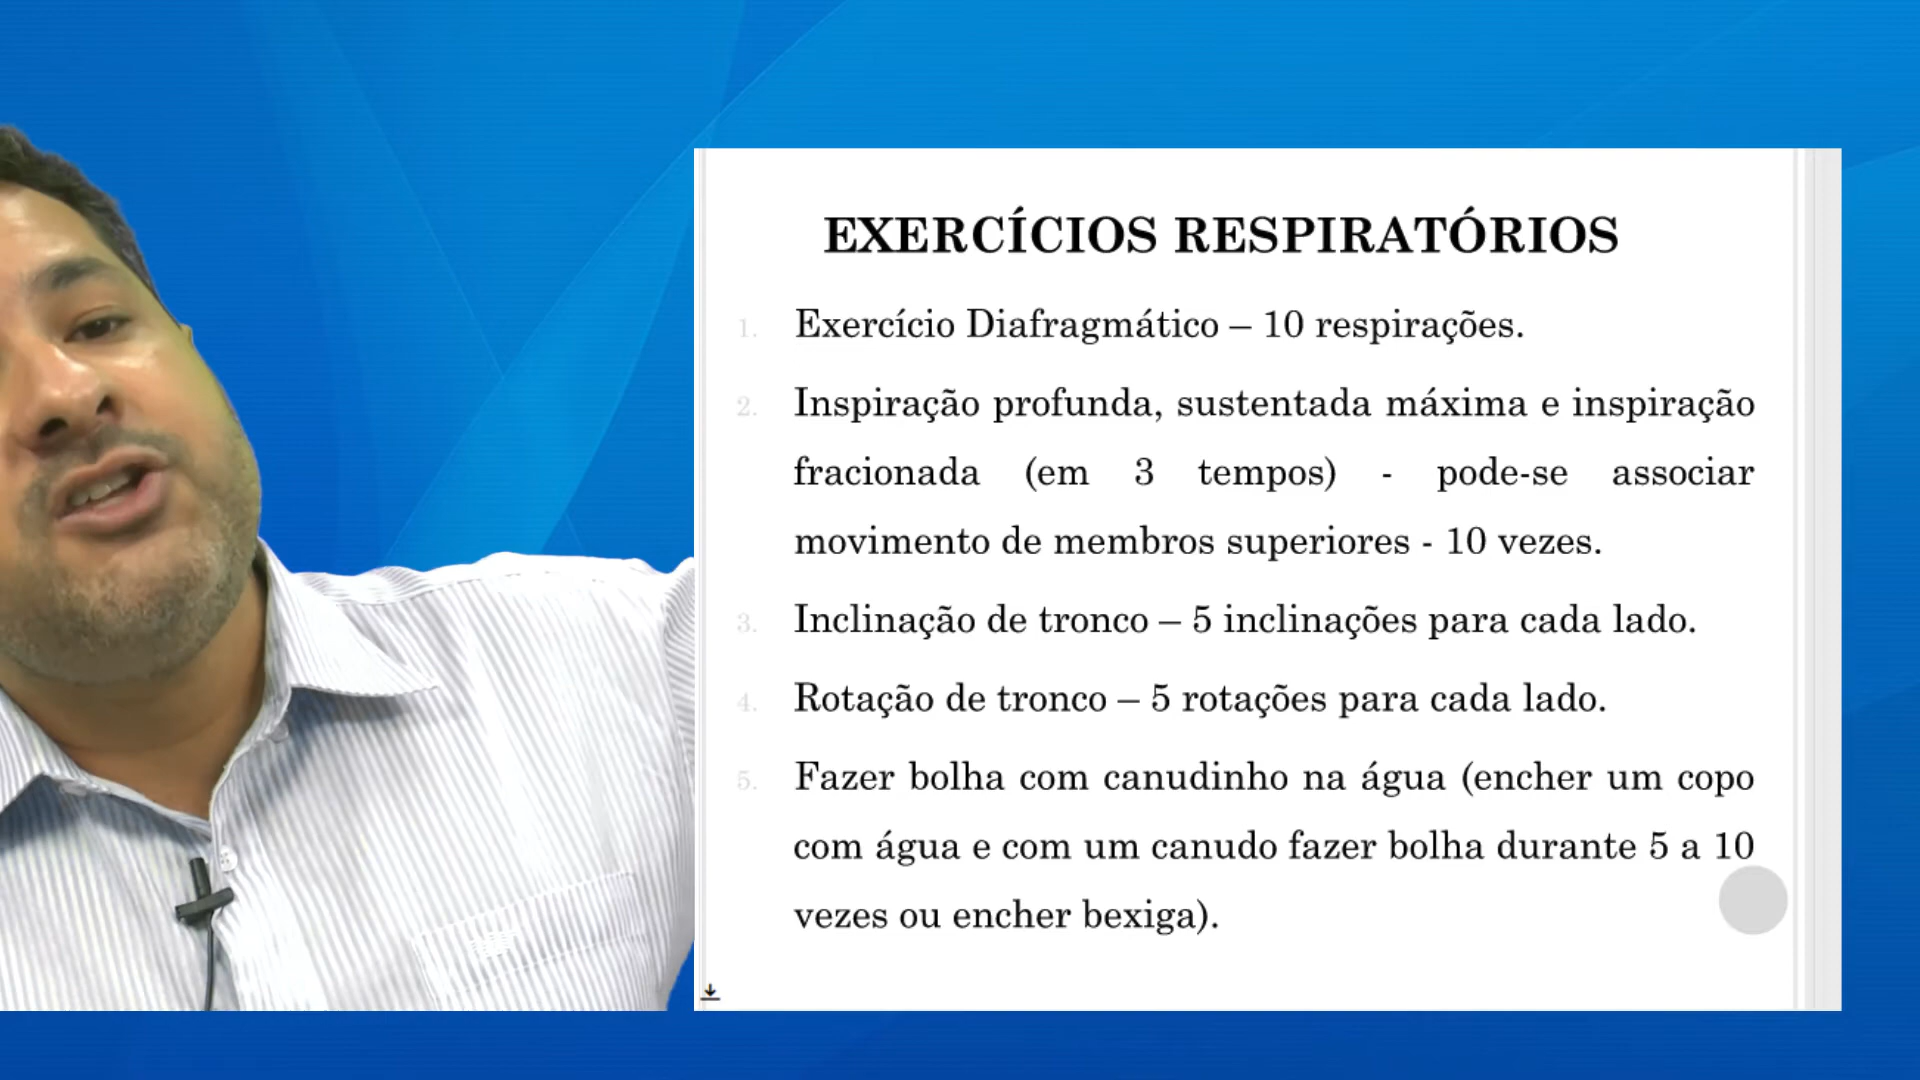 EXERCÍCIOS RESPIRATÓRIOS
1. Exercício Diafragmático – 10 respirações.
2. Inspiração profunda, sustentada máxima e inspiração
fracionada (em 3 tempos) - pode-se associar
movimento de membros superiores - 10 vezes.
3. Inclinação de tronco – 5 inclinações para cada lado.
4. Rotação de tronco – 5 rotações para cada lado.
5. Fazer bolha com canudinho na água (encher um copo
com água e com um canudo fazer bolha durante 5 a 10
vezes ou encher bexiga).